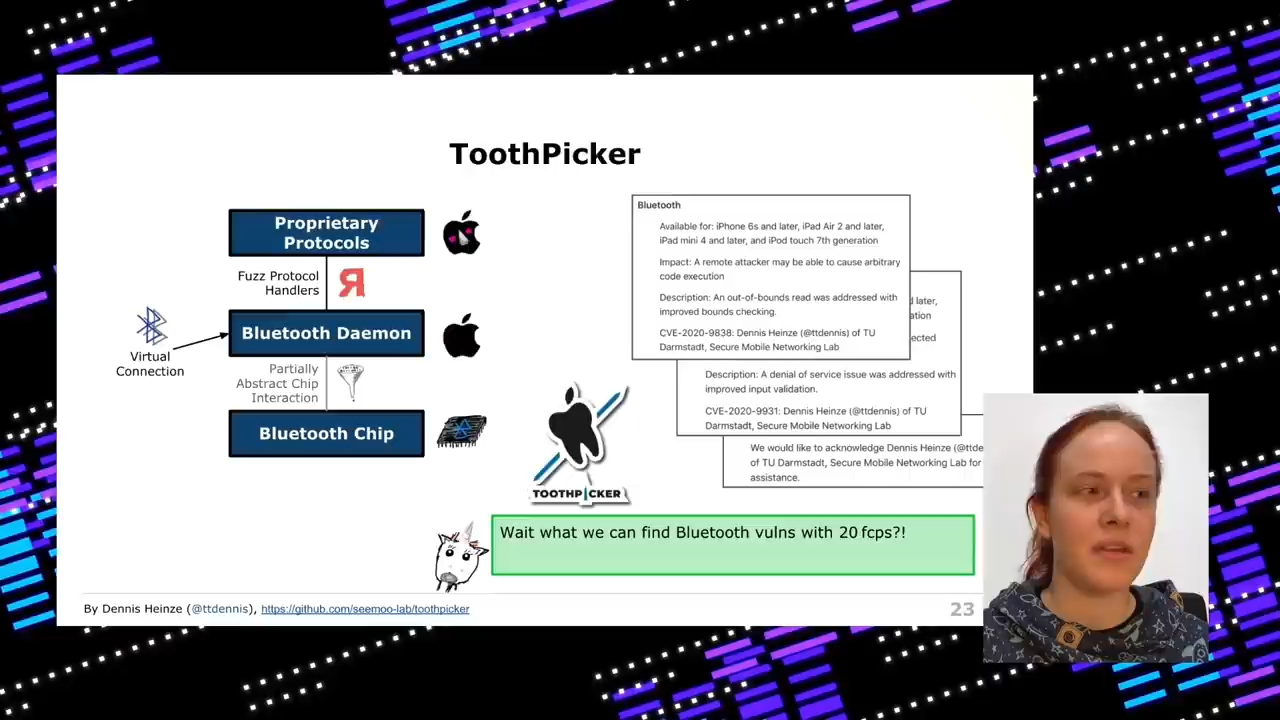 ToothPicker
Proprietary
Protocols
Fuzz Protocol
Handlers
Bluetooth Daemon
Virtual
Connection
Partially
Abstract Chip
Interaction
Bluetooth Chip
TOOTHPICKER
Bluetooth
Available for: iPhone 6s and later, iPad Air 2 and later,
iPad mini 4 and later, and iPod touch 7th generation
Impact: A remote attacker may be able to cause arbitrary
code execution
Description: An out-of-bounds read was addressed with
improved bounds checking.
CVE-2020-9838: Dennis Heinze (@ttdennis) of TU
Darmstadt, Secure Mobile Networking Lab
d later,
ation
ected
Description: A denial of service issue was addressed with
improved input validation.
CVE-2020-9931: Dennis Heinze (@ttdennis) of TU
Darmstadt, Secure Mobile Networking Lab
We would like to acknowledge Dennis Heinze (@ttde
of TU Darmstadt, Secure Mobile Networking Lab for
assistance.
Wait what we can find Bluetooth vulns with 20 fcps?!
By Dennis Heinze (@ttdennis), https://github.com/seemoo-lab/toothpicker
23